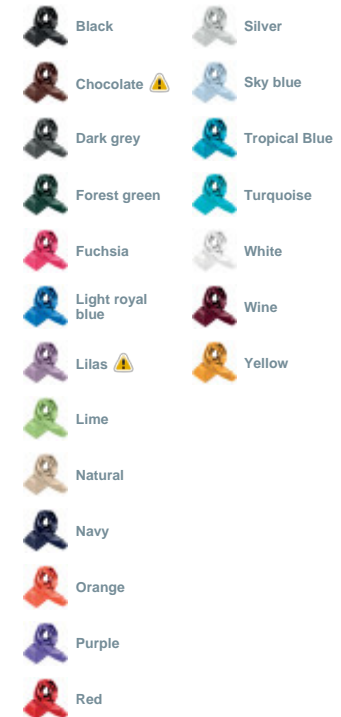 Black
Chocolate
Dark grey
Forest green
Fuchsia
Light royal
blue
Lilas
Lime
Natural
Navy
Orange
Purple
Red
Silver
Sky blue
Tropical Blue
Turquoise
White
Wine
Yellow